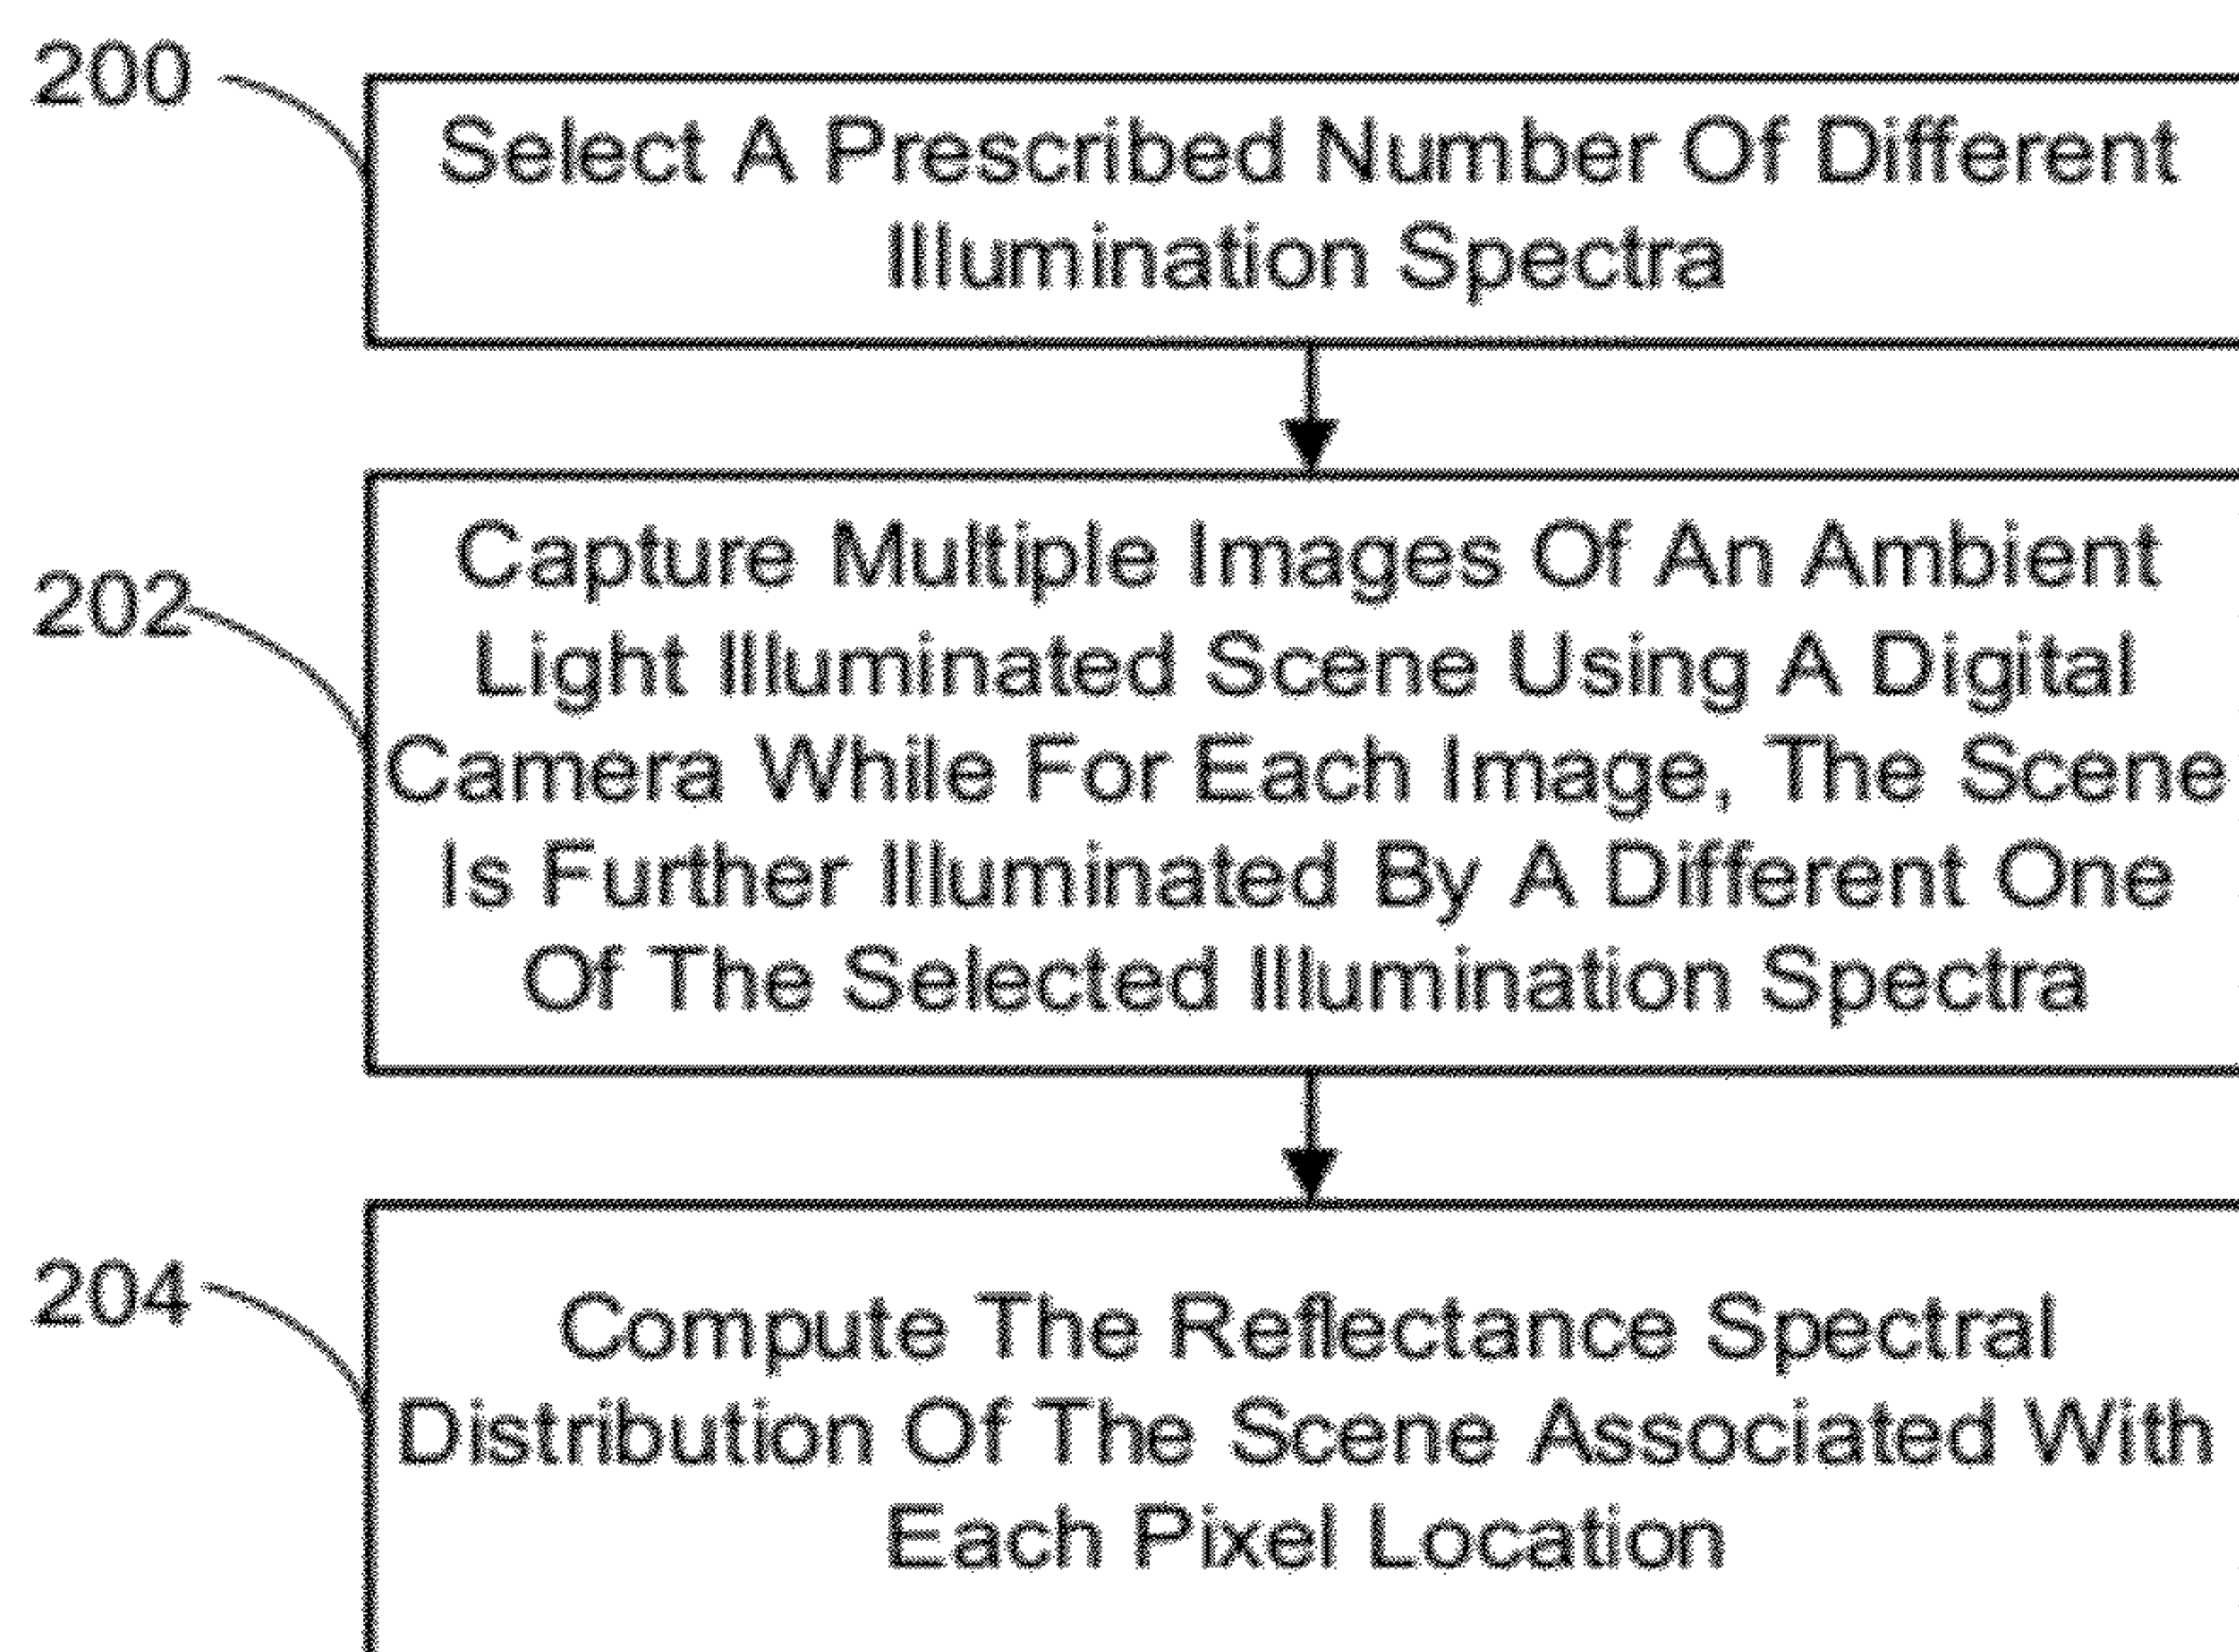 200
Select A Prescribed Number Of Different
Illumination Spectra
202
Capture Multiple Images Of An Ambient
Light Illuminated Scene Using A Digital
Camera While For Each Image, The Scene
Is Further Illuminated By A Different One
Of The Selected Illumination Spectra
204
Compute The Reflectance Spectral
Distribution Of The Scene Associated With
Each Pixel Location